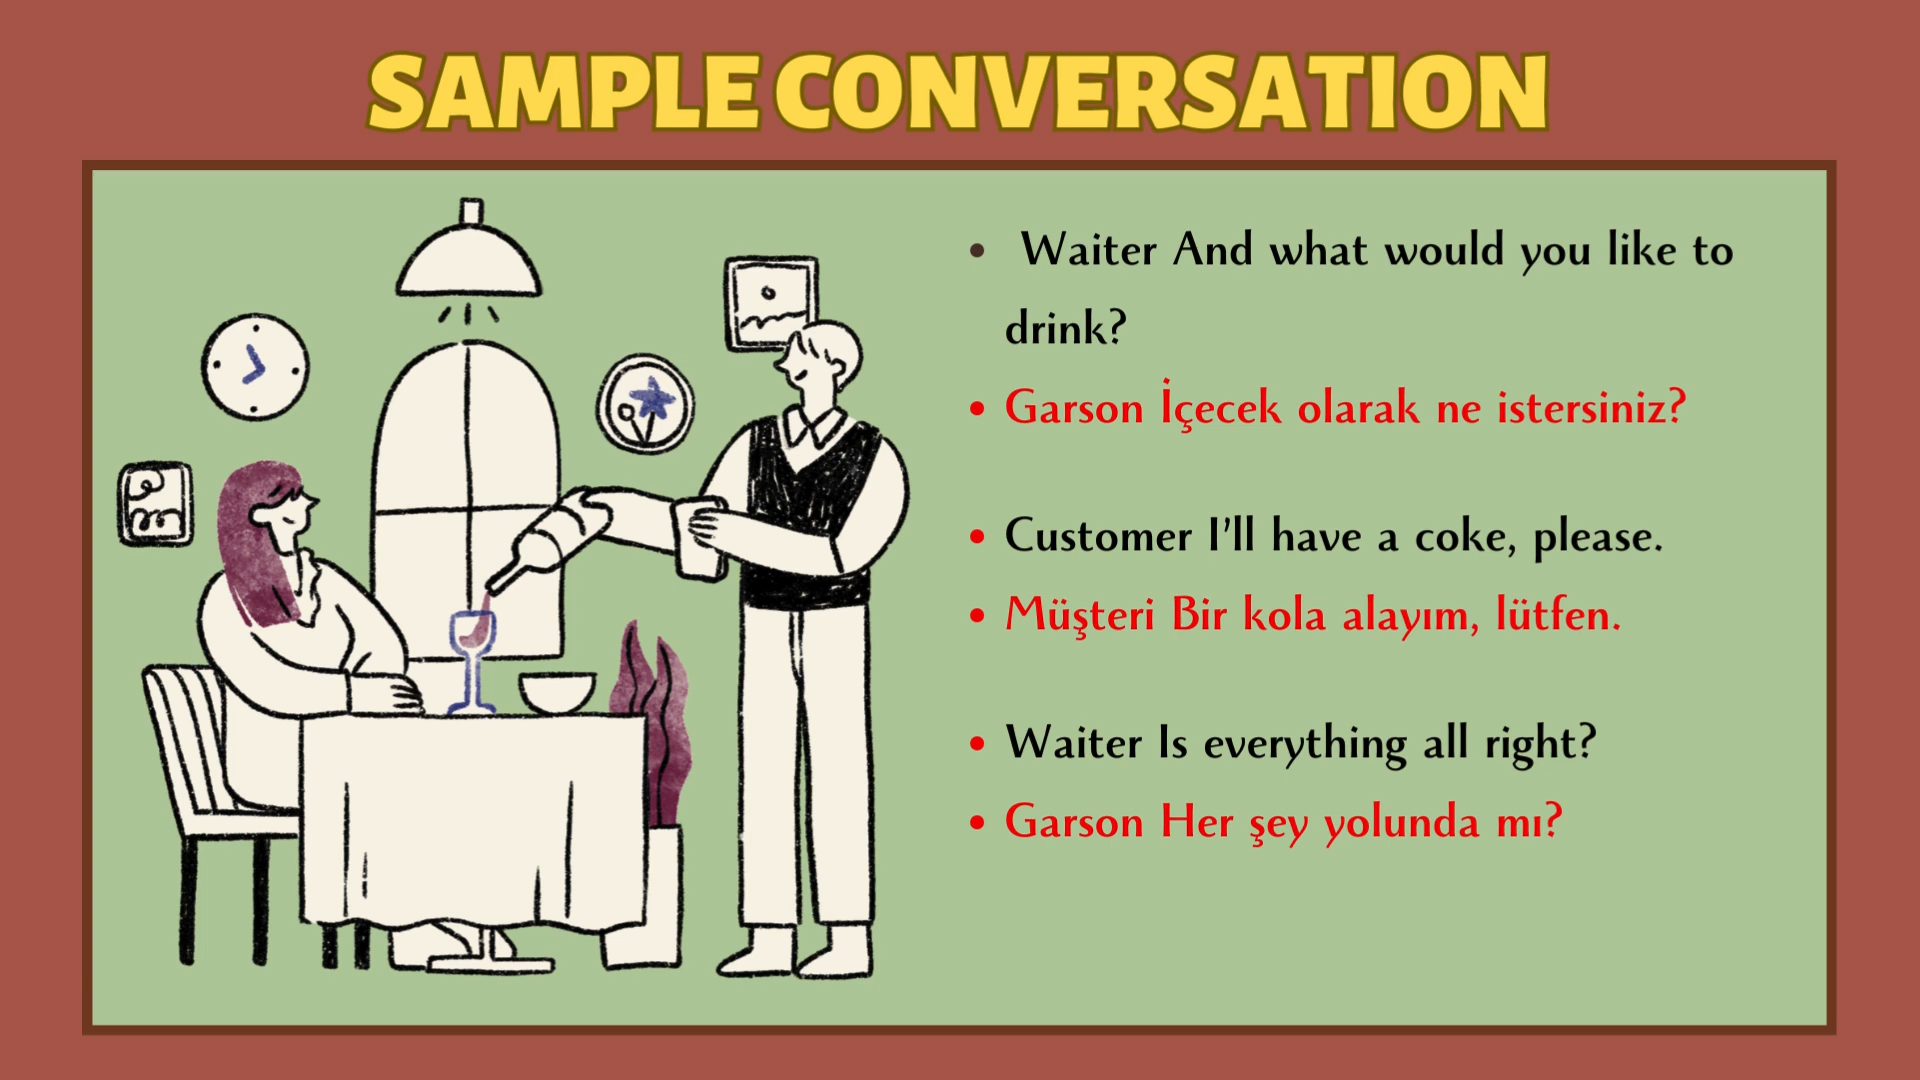 SAMPLE CONVERSATION
• Waiter And what would you like to
drink?
• Garson İçecek olarak ne istersiniz?
• Customer I'll have a coke, please.
• Müşteri Bir kola alayım, lütfen.
• Waiter Is everything all right?
• Garson Her şey yolunda mı?